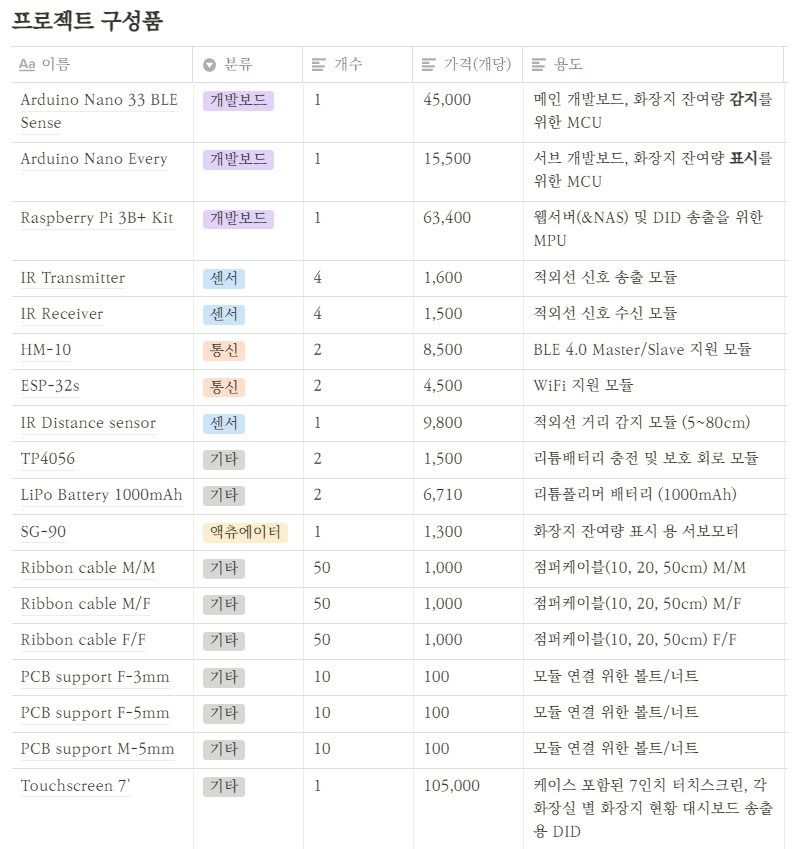 프로젝트 구성품
Aa 이름 분류 개수 가격(개당) 용도
Arduino Nano 33 BLE Sense 개발보드 1 45,000 메인 개발보드, 화장지 잔여량 감지를 위한 MCU
Arduino Nano Every 개발보드 1 15,500 서브 개발보드, 화장지 잔여량 표시를 위한 MCU
Raspberry Pi 3B+ Kit 개발보드 1 63,400 웹서버(&NAS) 및 DID 송출을 위한 MPU
IR Transmitter 센서 4 1,600 적외선 신호 송출 모듈
IR Receiver 센서 4 1,500 적외선 신호 수신 모듈
HM-10 통신 2 8,500 BLE 4.0 Master/Slave 지원 모듈
ESP-32s 통신 2 4,500 WiFi 지원 모듈
IR Distance sensor 센서 1 9,800 적외선 거리 감지 모듈 (5~80cm)
TP4056 기타 2 1,500 리튬배터리 충전 및 보호 회로 모듈
LiPo Battery 1000mAh 기타 2 6,710 리튬폴리머 배터리 (1000mAh)
SG-90 액츄에이터 1 1,300 화장지 잔여량 표시 용 서보모터
Ribbon cable M/M 기타 50 1,000 점퍼케이블(10, 20, 50cm) M/M
Ribbon cable M/F 기타 50 1,000 점퍼케이블(10, 20, 50cm) M/F
Ribbon cable F/F 기타 50 1,000 점퍼케이블(10, 20, 50cm) F/F
PCB support F-3mm 기타 10 100 모듈 연결 위한 볼트/너트
PCB support F-5mm 기타 10 100 모듈 연결 위한 볼트/너트
PCB support M-5mm 기타 10 100 모듈 연결 위한 볼트/너트
Touchscreen 7' 기타 1 105,000 케이스 포함된 7인치 터치스크린, 각 화장실 별 화장지 현황 대시보드 송출 용 DID